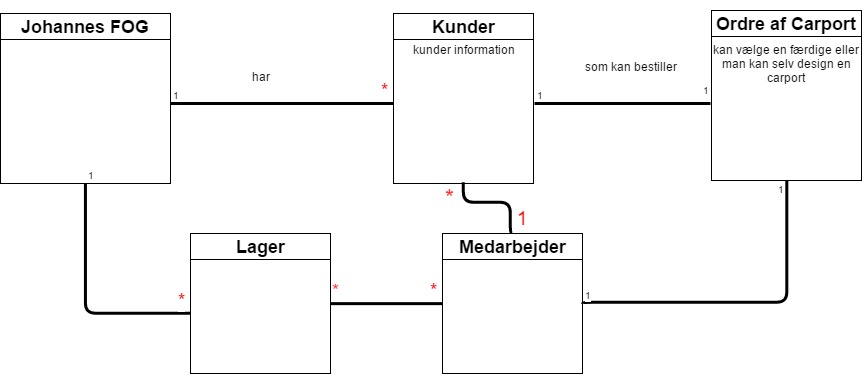 Johannes FOG
Kunder
kunder information
Ordre af Carport
kan vælge en færdige eller
man kan selv design en
carport
har
som kan bestiller
1
*
1
1
1
*
1
1
Lager
Medarbejder
*
*
*
1